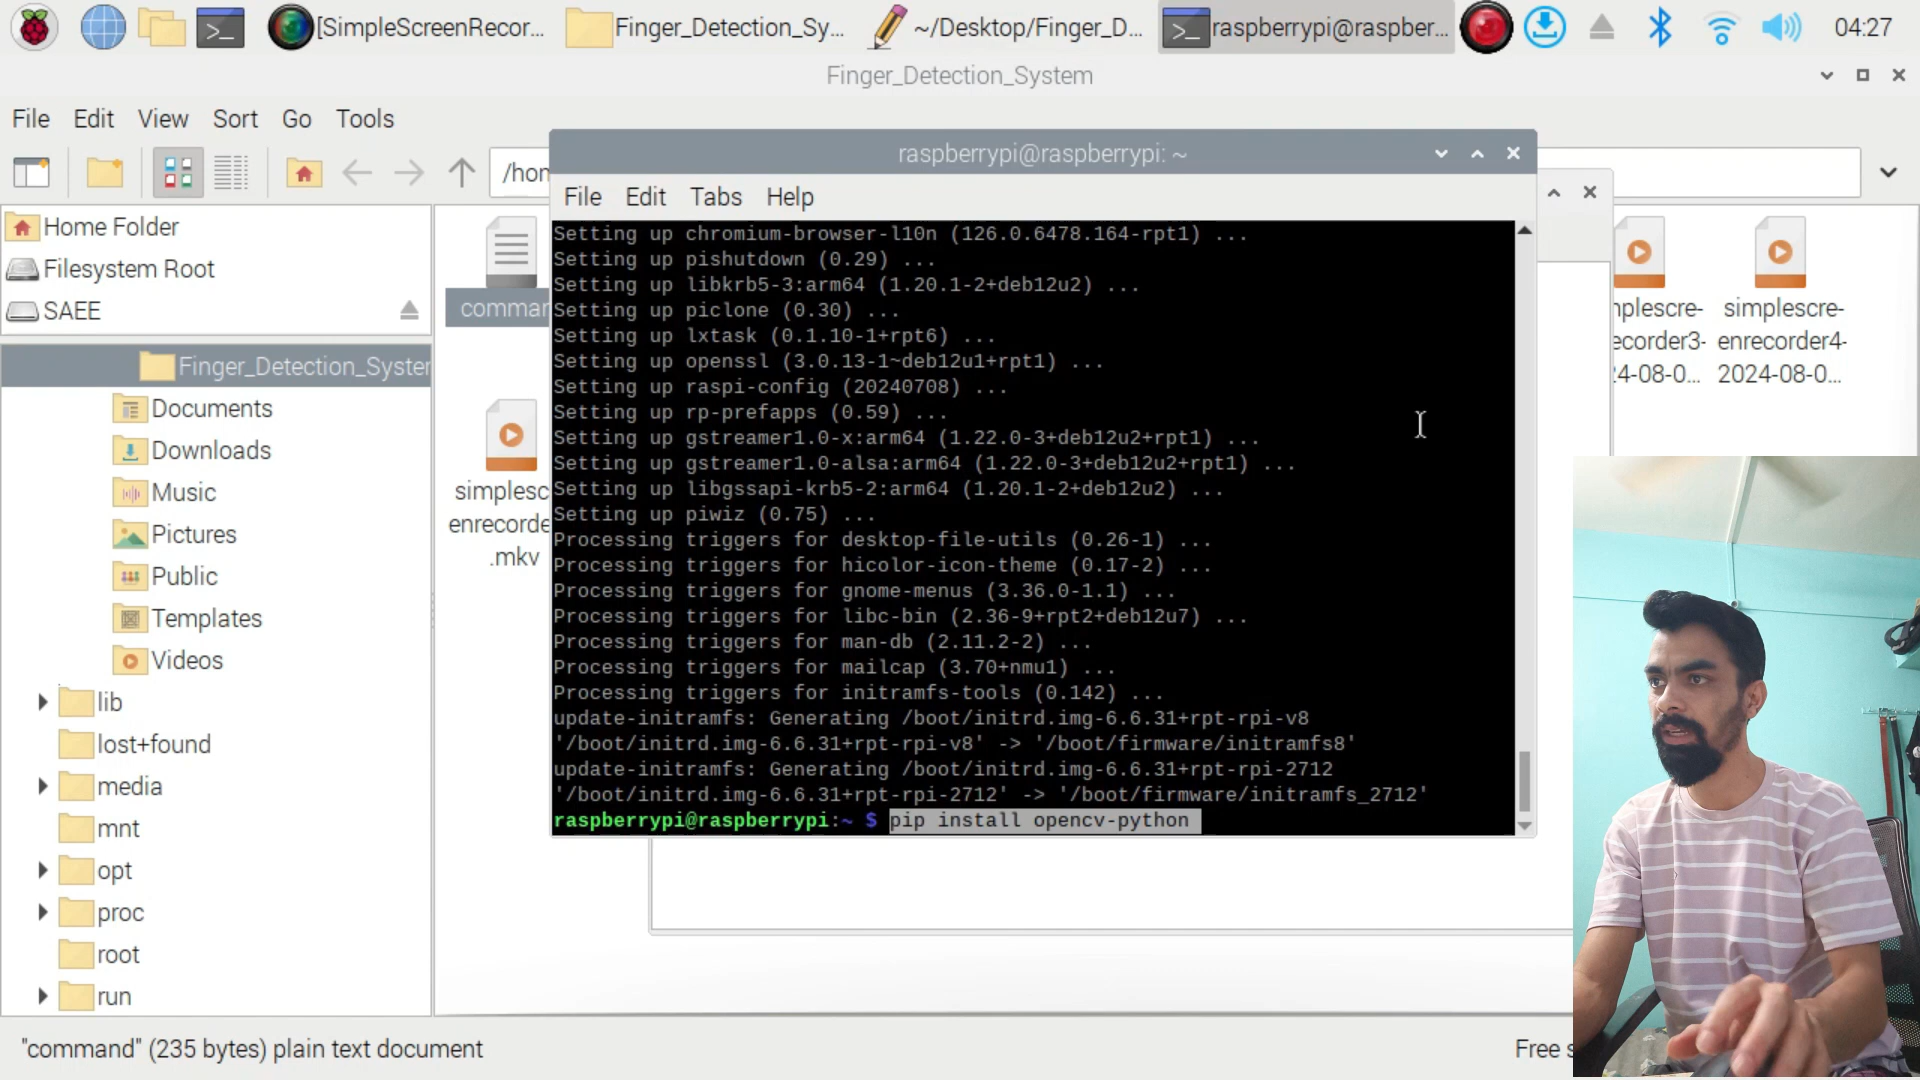 [SimpleScreenRecor...
Finger_Detection_Sy...
~/Desktop/Finger_D...
raspberrypi@raspber...
04:27
Finger_Detection_System
File Edit View Sort Go Tools
/hon
Home Folder
Filesystem Root
SAEE
Finger_Detection_Syster
Documents
Downloads
Music
Pictures
Public
Templates
Videos
lib
lost+found
media
mnt
opt
proc
root
run
comman
simplesc
enrecorde
.mkv
nplescre-
ecorder3-
24-08-0...
simplescre-
enrecorder4-
2024-08-0...
raspberrypi@raspberrypi: ~
File Edit Tabs Help
Setting up chromium-browser-l10n (126.0.6478.164-rpt1) ...
Setting up pishutdown (0.29) ...
Setting up libkrb5-3:arm64 (1.20.1-2+deb12u2) ...
Setting up piclone (0.30) ...
Setting up lxtask (0.1.10-1+rpt6) ...
Setting up openssl (3.0.13-1~deb12u1+rpt1) ...
Setting up raspi-config (20240708) ...
Setting up rp-prefapps (0.59) ...
Setting up gstreamer1.0-x:arm64 (1.22.0-3+deb12u2+rpt1) ...
Setting up gstreamer1.0-alsa:arm64 (1.22.0-3+deb12u2+rpt1) ...
Setting up libgssapi-krb5-2:arm64 (1.20.1-2+deb12u2) ...
Setting up piwiz (0.75) ...
Processing triggers for desktop-file-utils (0.26-1) ...
Processing triggers for hicolor-icon-theme (0.17-2) ...
Processing triggers for gnome-menus (3.36.0-1.1) ...
Processing triggers for libc-bin (2.36-9+rpt2+deb12u7) ...
Processing triggers for man-db (2.11.2-2) ...
Processing triggers for mailcap (3.70+nmu1) ...
Processing triggers for initramfs-tools (0.142) ...
update-initramfs: Generating /boot/initrd.img-6.6.31+rpt-rpi-v8
'/boot/initrd.img-6.6.31+rpt-rpi-v8' -> '/boot/firmware/initramfs8'
update-initramfs: Generating /boot/initrd.img-6.6.31+rpt-rpi-2712
'/boot/initrd.img-6.6.31+rpt-rpi-2712' -> '/boot/firmware/initramfs_2712'
raspberrypi@raspberrypi:~ $ pip install opencv-python
"command" (235 bytes) plain text document
Free s